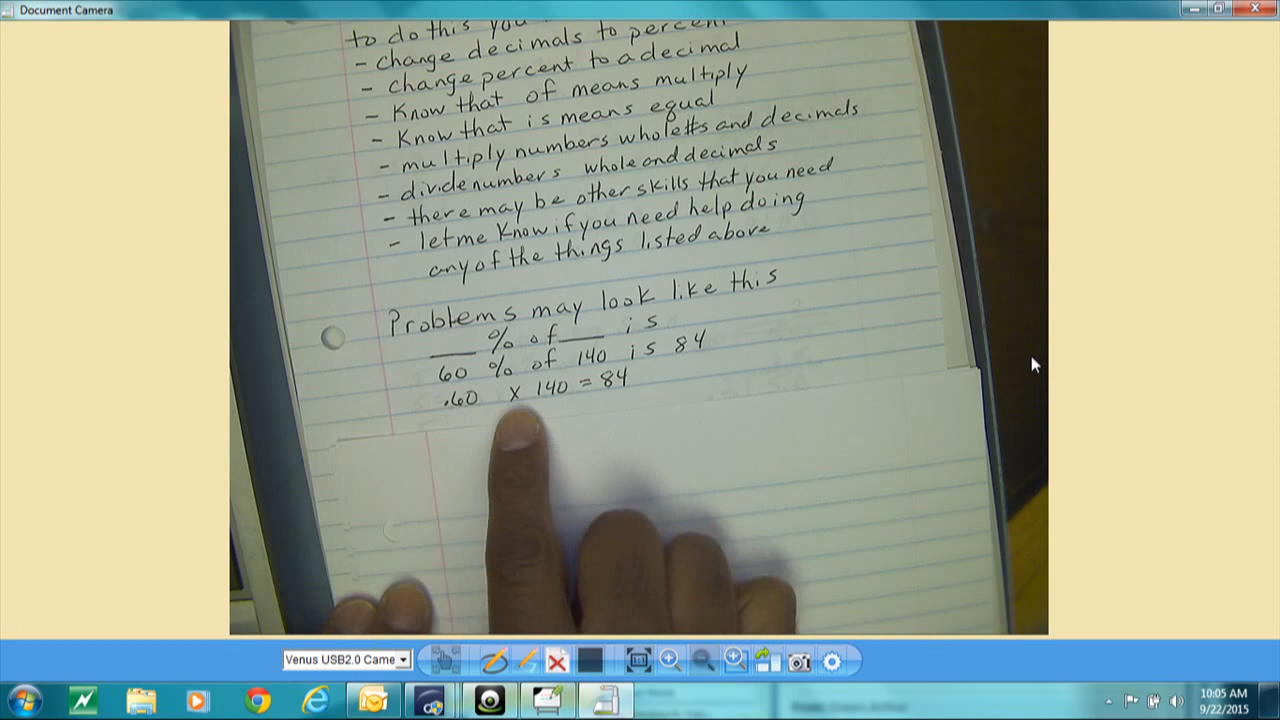 Document Camera
to do this you
- change decimals to percent
- change percent to a decimal
- Know that of means multiply
- Know that is means equal
- multiply numbers whole #s and decimals
- divide numbers whole and decimals
- there may be other skills that you need
- let me know if you need help doing
any of the things listed above
Problems may look like this
___ % of ___ is
60 % of 140 is 84
.60 x 140 = 84
Venus USB2.0 Came
10:05 AM
9/22/2015